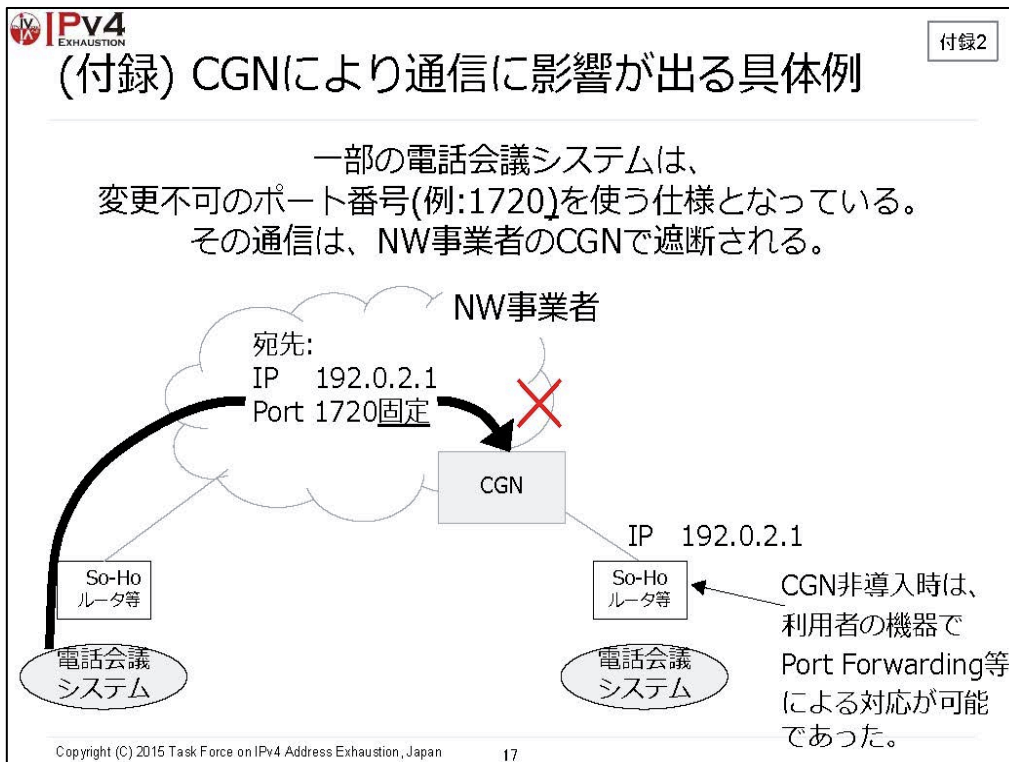 IPv4
EXHAUSTION
付録2
(付録) CGNにより通信に影響が出る具体例
一部の電話会議システムは、
変更不可のポート番号(例:1720)を使う仕様となっている。
その通信は、NW事業者のCGNで遮断される。
NW事業者
宛先:
IP 192.0.2.1
Port 1720固定
CGN
IP 192.0.2.1
So-Ho
ルータ等
So-Ho
ルータ等
CGN非導入時は、
利用者の機器で
Port Forwarding等
による対応が可能
であった。
電話会議
システム
電話会議
システム
Copyright (C) 2015 Task Force on IPv4 Address Exhaustion, Japan
17